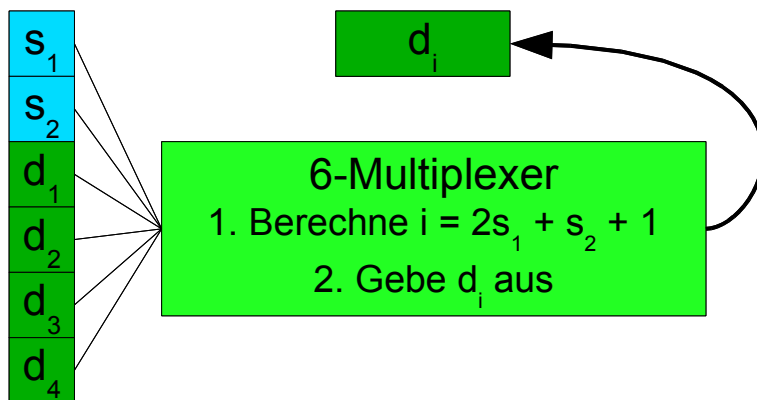 s₁
s₂
d₁
d₂
d₃
d₄
dᵢ
6-Multiplexer
1. Berechne i = 2s₁ + s₂ + 1
2. Gebe dᵢ aus